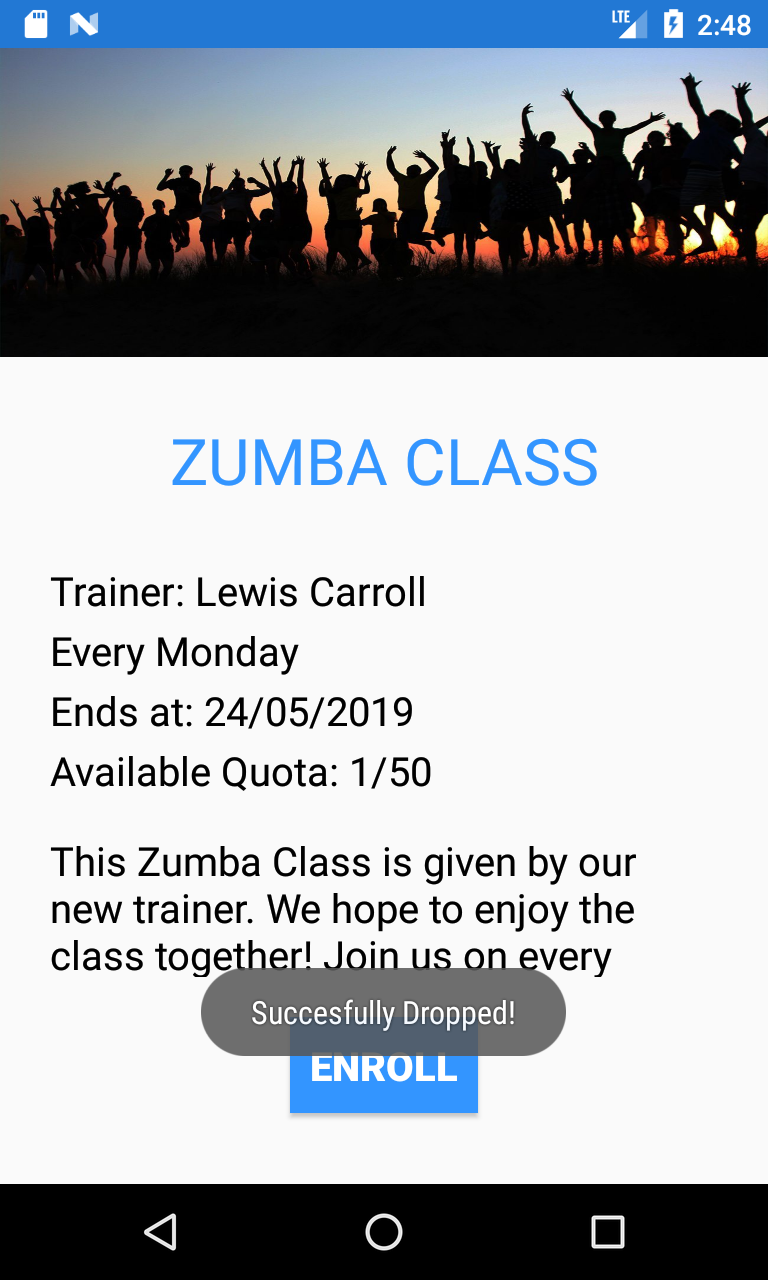 LTE 2:48
ZUMBA CLASS
Trainer: Lewis Carroll
Every Monday
Ends at: 24/05/2019
Available Quota: 1/50
This Zumba Class is given by our
new trainer. We hope to enjoy the
class together! Join us on every
Succesfully Dropped!
ENROLL